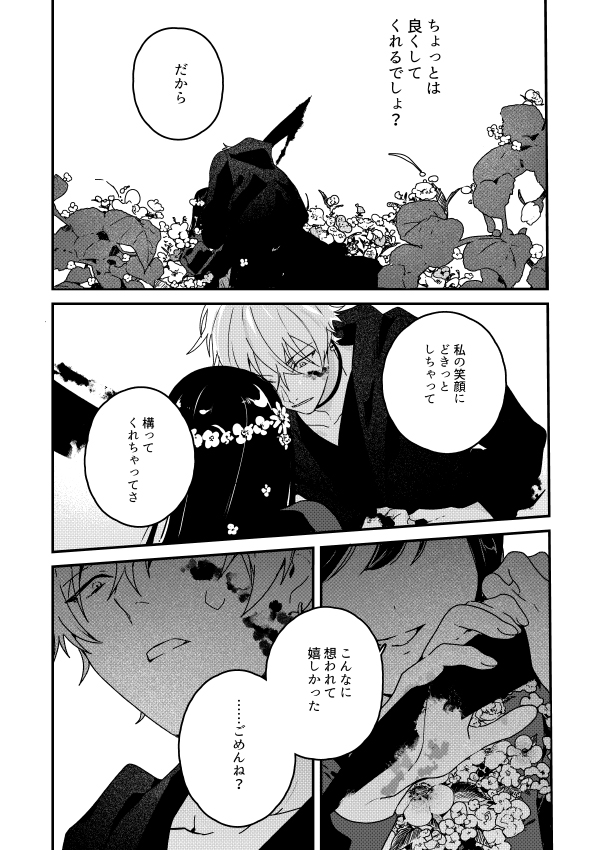 ちょっとは
良くして
くれるでしょ？
だから
私の笑顔に
どきっと
しちゃって
構って
くれちゃってさ
こんなに
想われて
嬉しかった
……ごめんね？